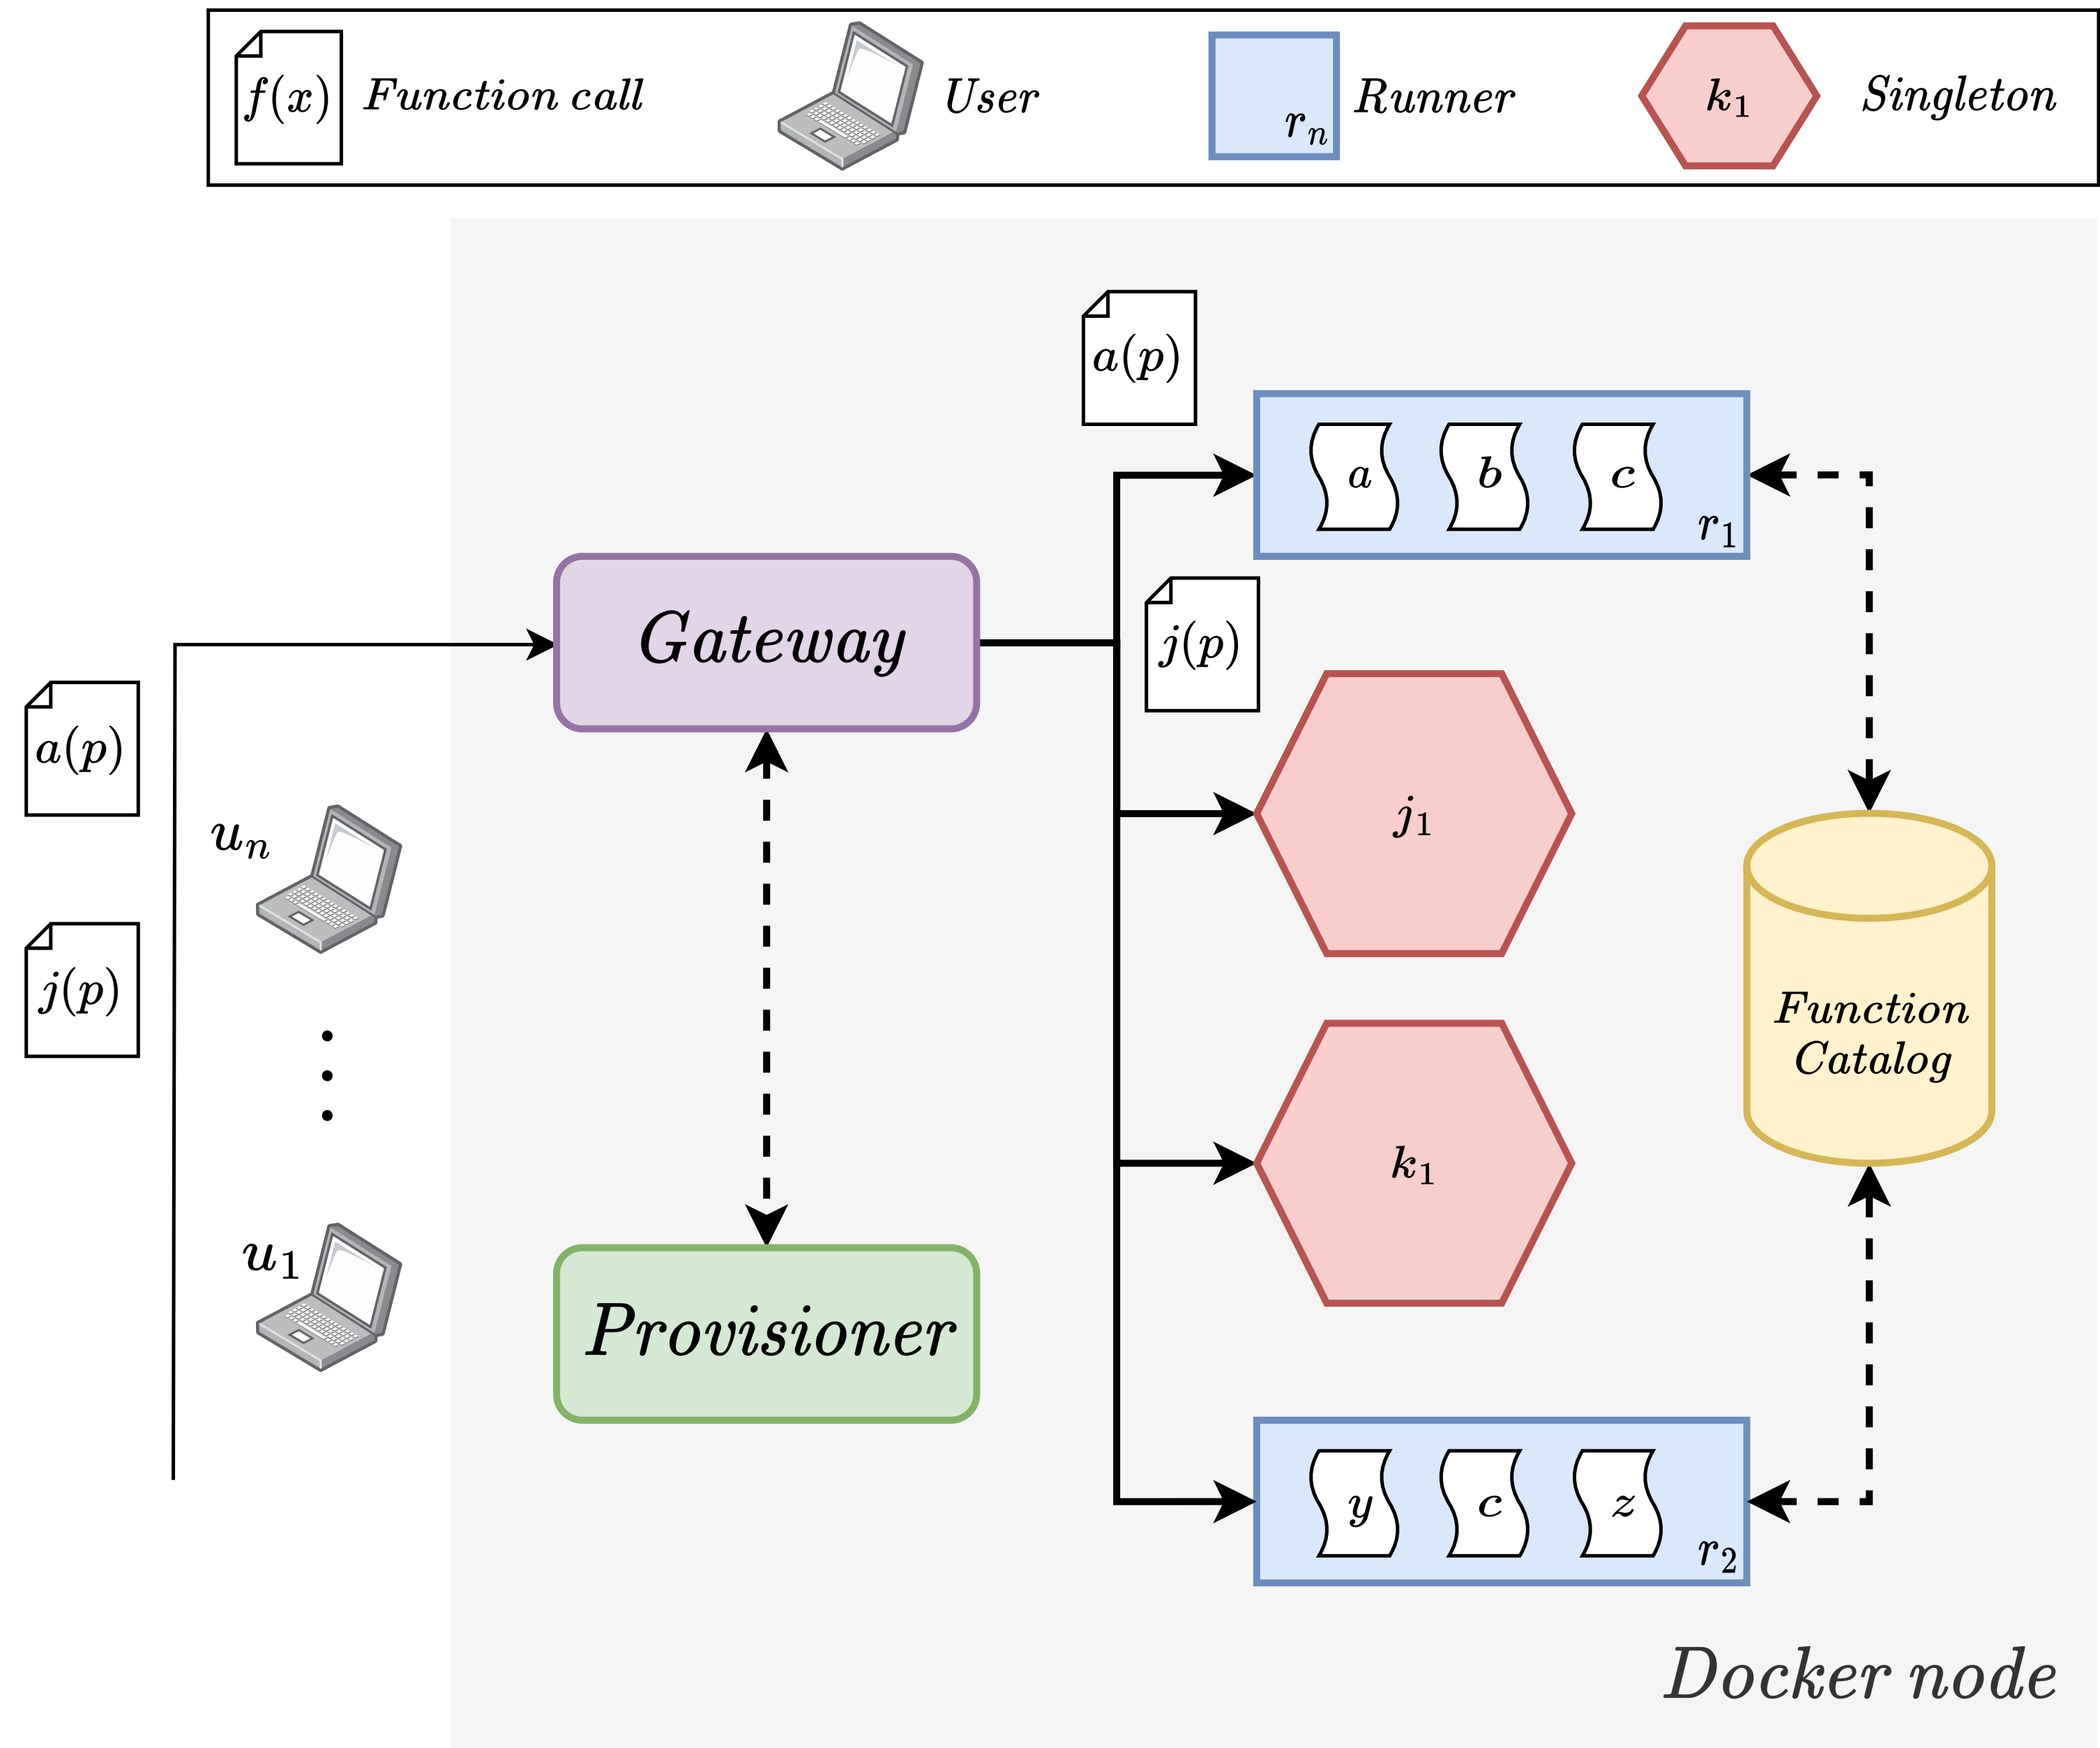 f(x) Function call User r_n Runner k_1 Singleton
a(p)
a b c
r_1
Gateway
j(p)
a(p)
j_1
u_n
j(p)
Function
Catalog
k_1
u_1
Provisioner
y c z
r_2
Docker node